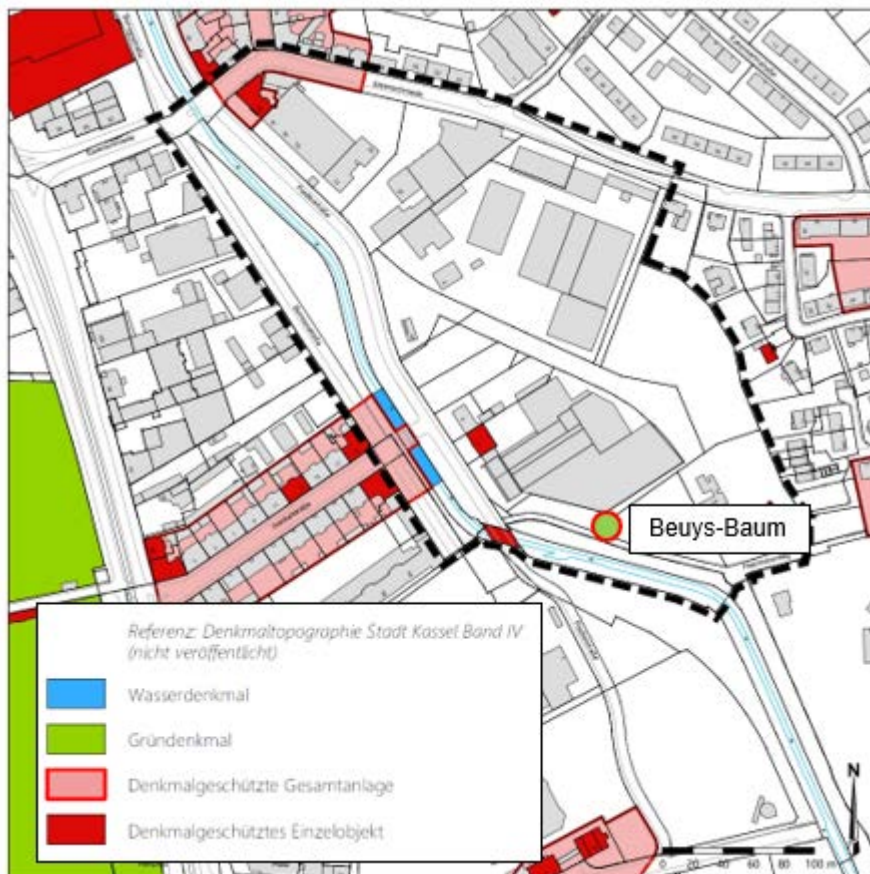 Beuys-Baum
Referenz: Denkmaltopographie Stadt Kassel Band IV
(nicht veröffentlicht)
Wasserdenkmal
Gründenkmal
Denkmalgeschützte Gesamtanlage
Denkmalgeschütztes Einzelobjekt
N
0 20 40 60 80 100 m